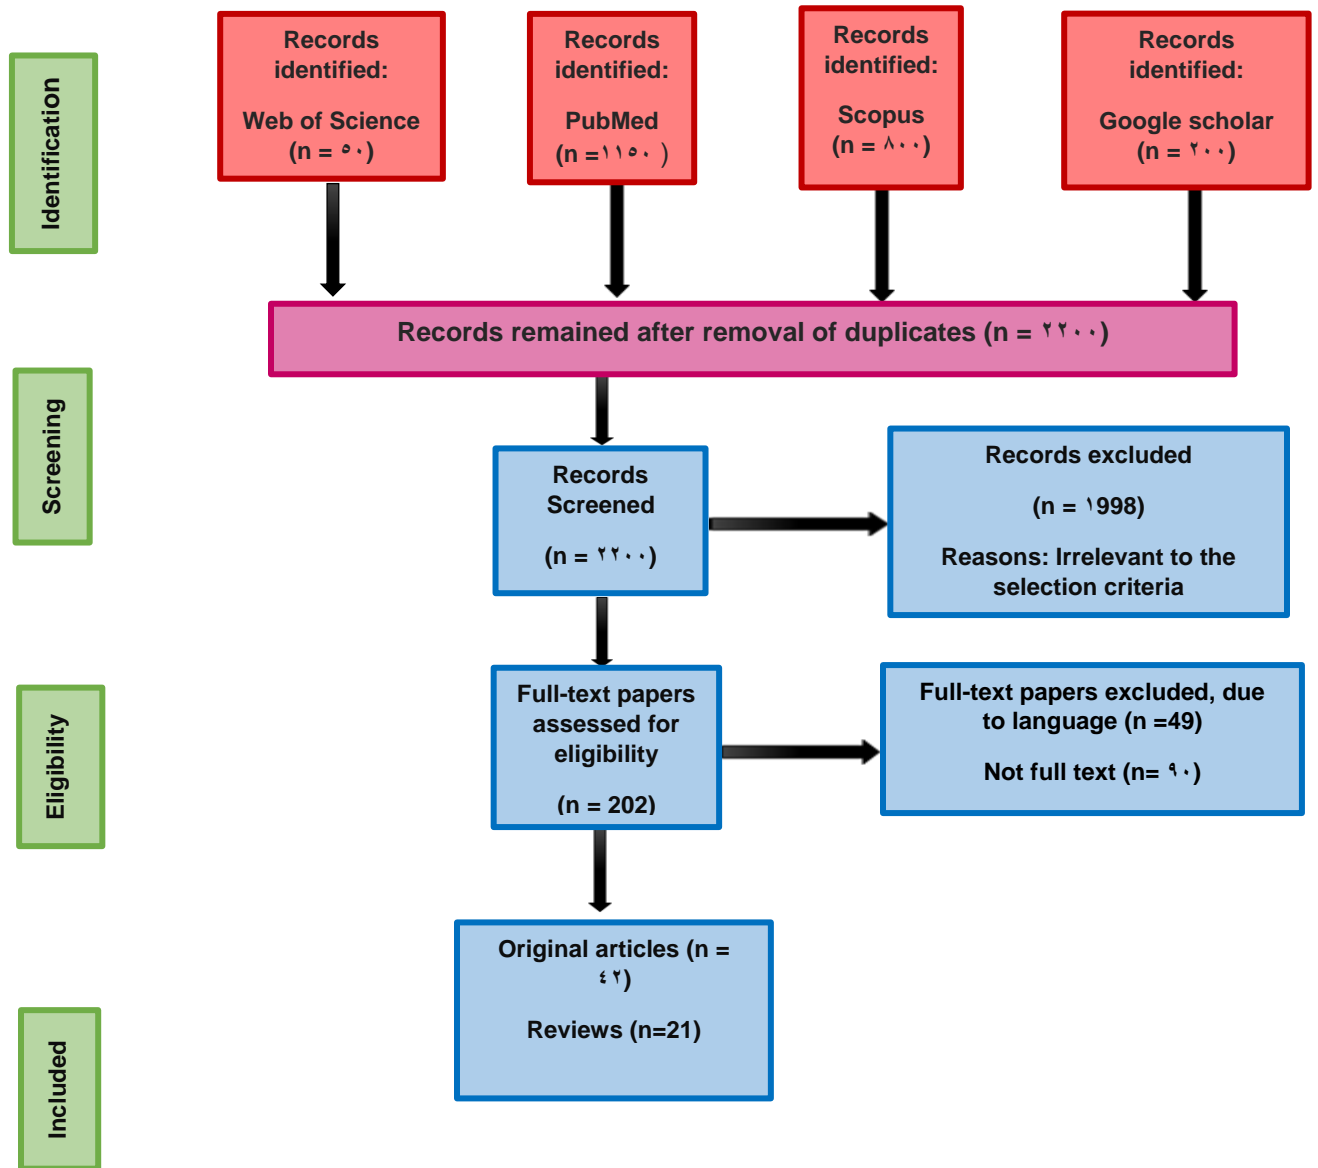 Identification
Records
identified:
Web of Science
(n = ٥٠)
Records
identified:
PubMed
(n =١١٥٠ )
Records
identified:
Scopus
(n = ٨٠٠)
Records
identified:
Google scholar
(n = ٢٠٠)
Records remained after removal of duplicates (n = ٢٢٠٠)
Screening
Records
Screened
(n = ٢٢٠٠)
Records excluded
(n = ١998)
Reasons: Irrelevant to the
selection criteria
Eligibility
Full-text papers
assessed for
eligibility
(n = 202)
Full-text papers excluded, due
to language (n =49)
Not full text (n= ٩٠)
Included
Original articles (n =
٤٢)
Reviews (n=21)